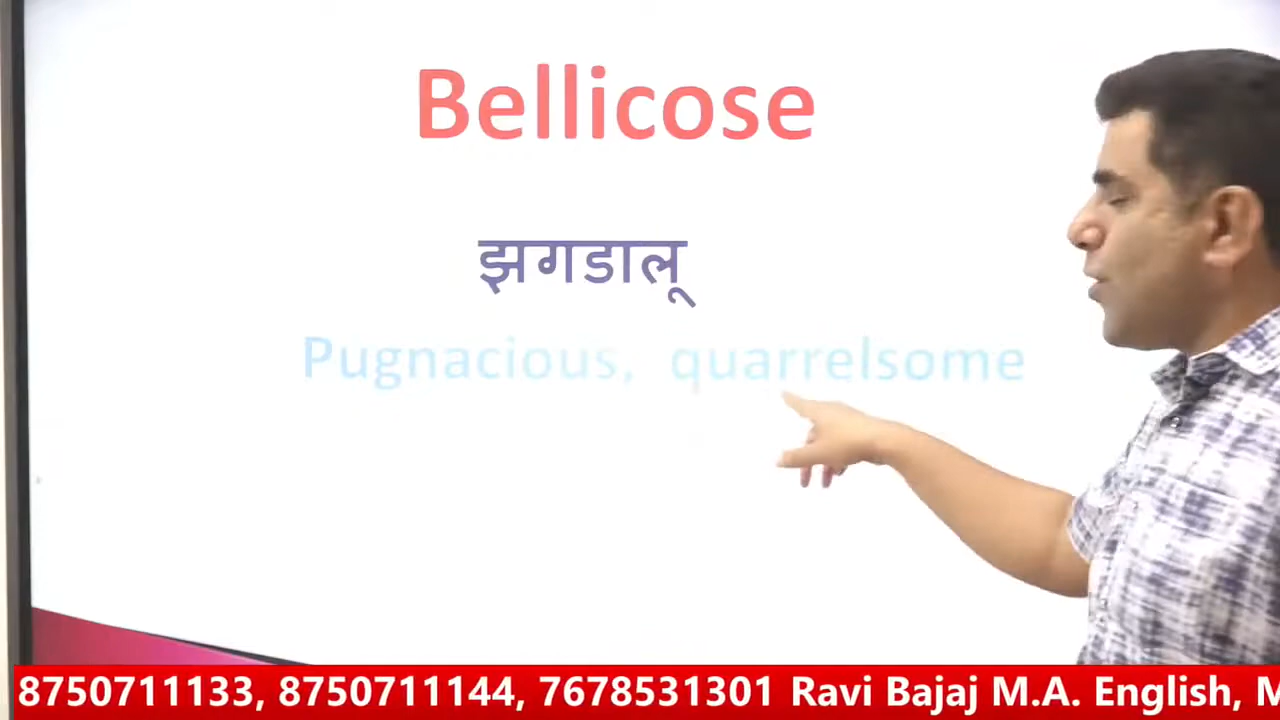 Bellicose
झगडालू
Pugnacious, quarrelsome
8750711133, 8750711144, 7678531301 Ravi Bajaj M.A. English, M